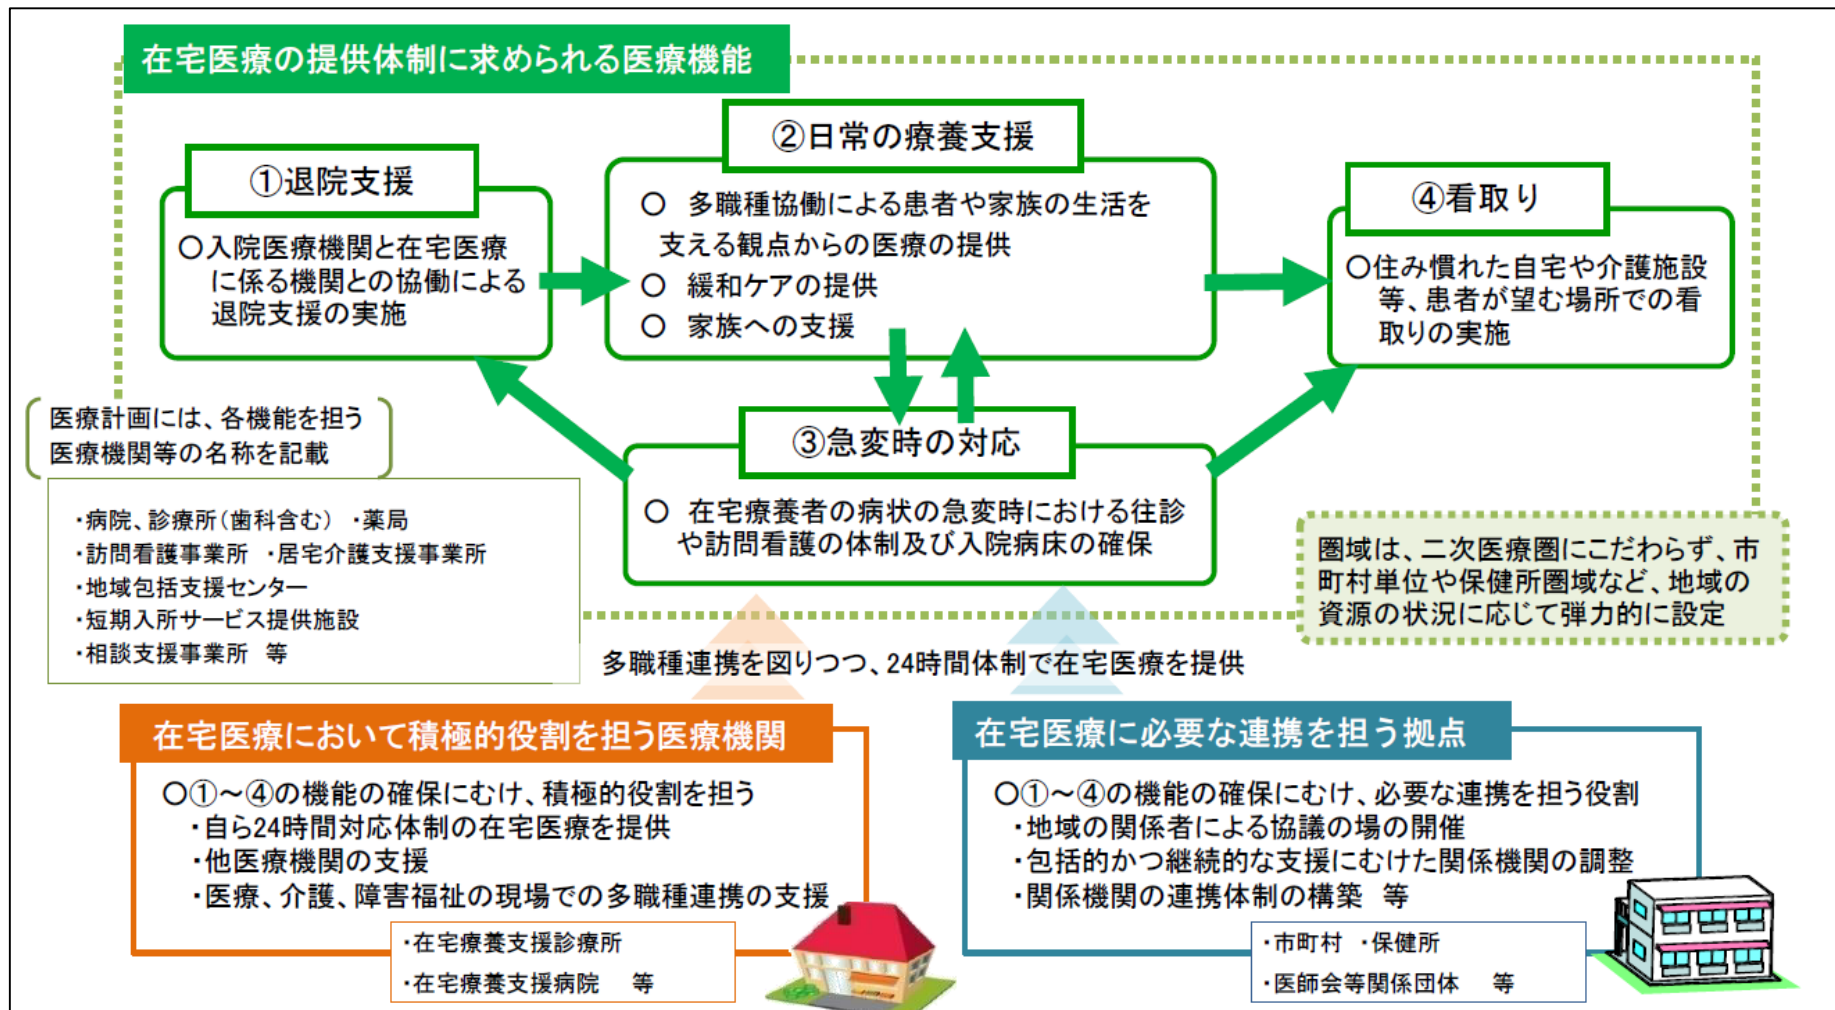 在宅医療の提供体制に求められる医療機能
①退院支援
○入院医療機関と在宅医療
に係る機関との協働による
退院支援の実施
②日常の療養支援
○ 多職種協働による患者や家族の生活を
支える観点からの医療の提供
○ 緩和ケアの提供
○ 家族への支援
④看取り
○住み慣れた自宅や介護施設
等、患者が望む場所での看
取りの実施
③急変時の対応
○ 在宅療養者の病状の急変時における往診
や訪問看護の体制及び入院病床の確保
医療計画には、各機能を担う
医療機関等の名称を記載
・病院、診療所(歯科含む) ・薬局
・訪問看護事業所 ・居宅介護支援事業所
・地域包括支援センター
・短期入所サービス提供施設
・相談支援事業所 等
圏域は、二次医療圏にこだわらず、市
町村単位や保健所圏域など、地域の
資源の状況に応じて弾力的に設定
多職種連携を図りつつ、24時間体制で在宅医療を提供
在宅医療において積極的役割を担う医療機関
○①～④の機能の確保にむけ、積極的役割を担う
・自ら24時間対応体制の在宅医療を提供
・他医療機関の支援
・医療、介護、障害福祉の現場での多職種連携の支援
・在宅療養支援診療所
・在宅療養支援病院 等
在宅医療に必要な連携を担う拠点
○①～④の機能の確保にむけ、必要な連携を担う役割
・地域の関係者による協議の場の開催
・包括的かつ継続的な支援にむけた関係機関の調整
・関係機関の連携体制の構築 等
・市町村 ・保健所
・医師会等関係団体 等